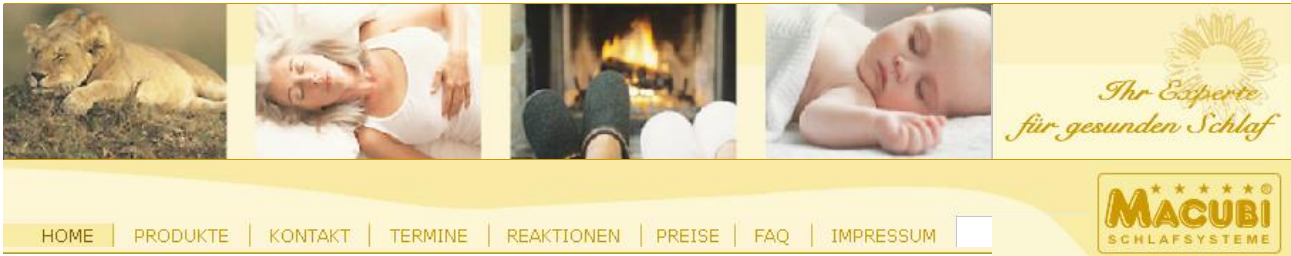 Ihr Experte
für gesunden Schlaf
MACUBI®
SCHLAFSYSTEME
HOME | PRODUKTE | KONTAKT | TERMINE | REAKTIONEN | PREISE | FAQ | IMPRESSUM